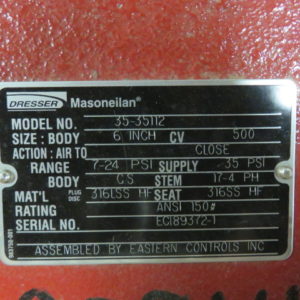 DRESSER Masoneilan®
MODEL NO. 35-35112
SIZE: BODY 6 INCH CV 500
ACTION: AIR TO CLOSE
RANGE 7-24 PSI SUPPLY 35 PSI
BODY CS STEM 17-4 PH
MAT'L PLUG DISC 316LSS HF SEAT 316SS HF
RATING ANSI 150#
SERIAL NO. EC189372-1
ASSEMBLED BY EASTERN CONTROLS INC